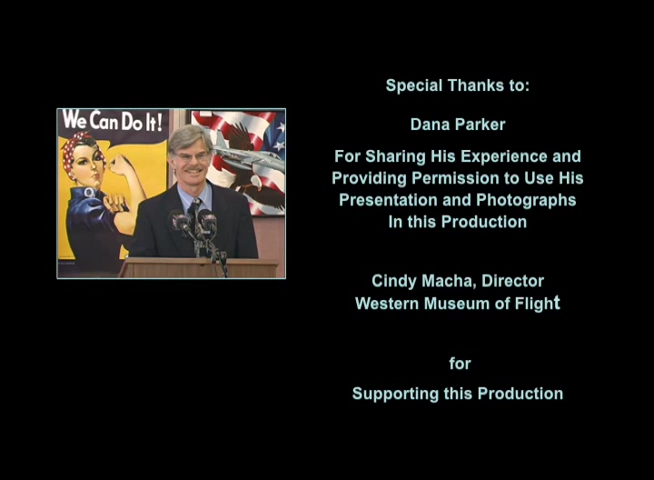 We Can Do It!
Special Thanks to:
Dana Parker
For Sharing His Experience and
Providing Permission to Use His
Presentation and Photographs
In this Production
Cindy Macha, Director
Western Museum of Flight
for
Supporting this Production